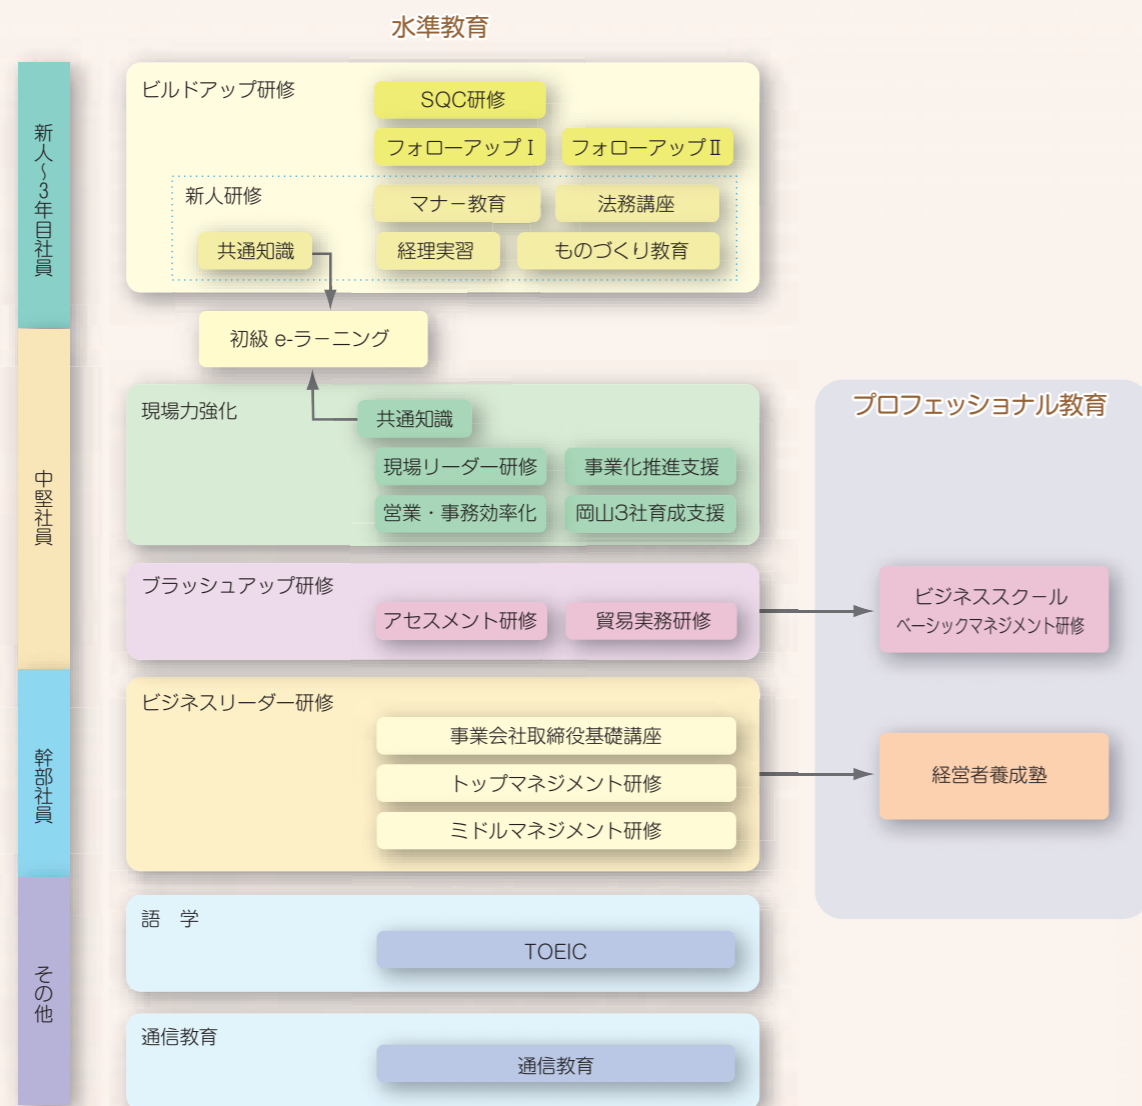 水準教育
新人〜3年目社員
ビルドアップ研修
SQC研修
フォローアップⅠ
フォローアップⅡ
新人研修
マナー教育
法務講座
共通知識
経理実習
ものづくり教育
初級 e-ラーニング
中堅社員
現場力強化
共通知識
現場リーダー研修
事業化推進支援
営業・事務効率化
岡山3社育成支援
ブラッシュアップ研修
アセスメント研修
貿易実務研修
幹部社員
ビジネスリーダー研修
事業会社取締役基礎講座
トップマネジメント研修
ミドルマネジメント研修
その他
語 学
TOEIC
通信教育
通信教育
プロフェッショナル教育
ビジネススクール
ベーシックマネジメント研修
経営者養成塾